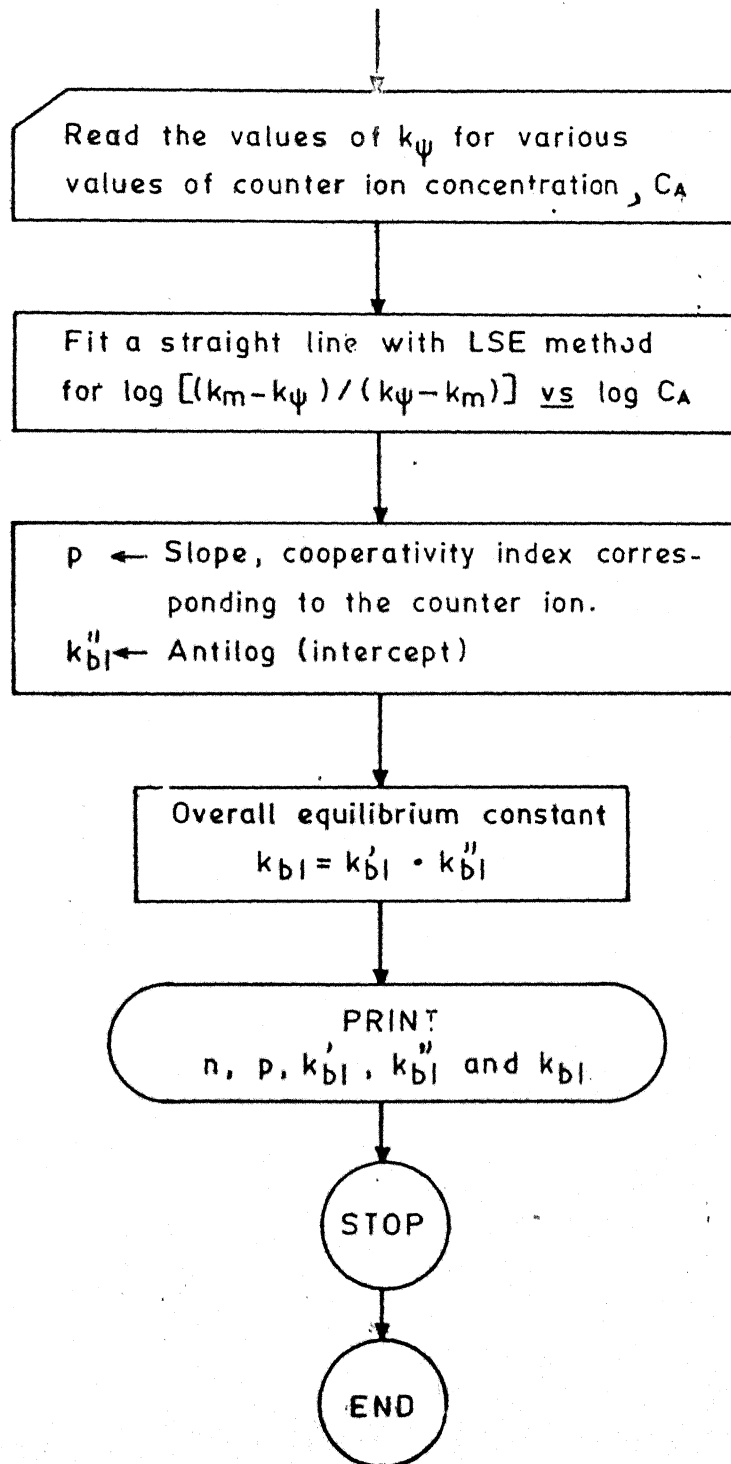 Read the values of kψ for various
values of counter ion concentration, CA
Fit a straight line with LSE method
for log [(km-kψ)/(kψ-km)] vs log CA
p ← Slope, cooperativity index corres-
ponding to the counter ion.
k''bl ← Antilog (intercept)
Overall equilibrium constant
kbl = k'bl · k''bl
PRINT
n, p, k'bl, k''bl and kbl
STOP
END